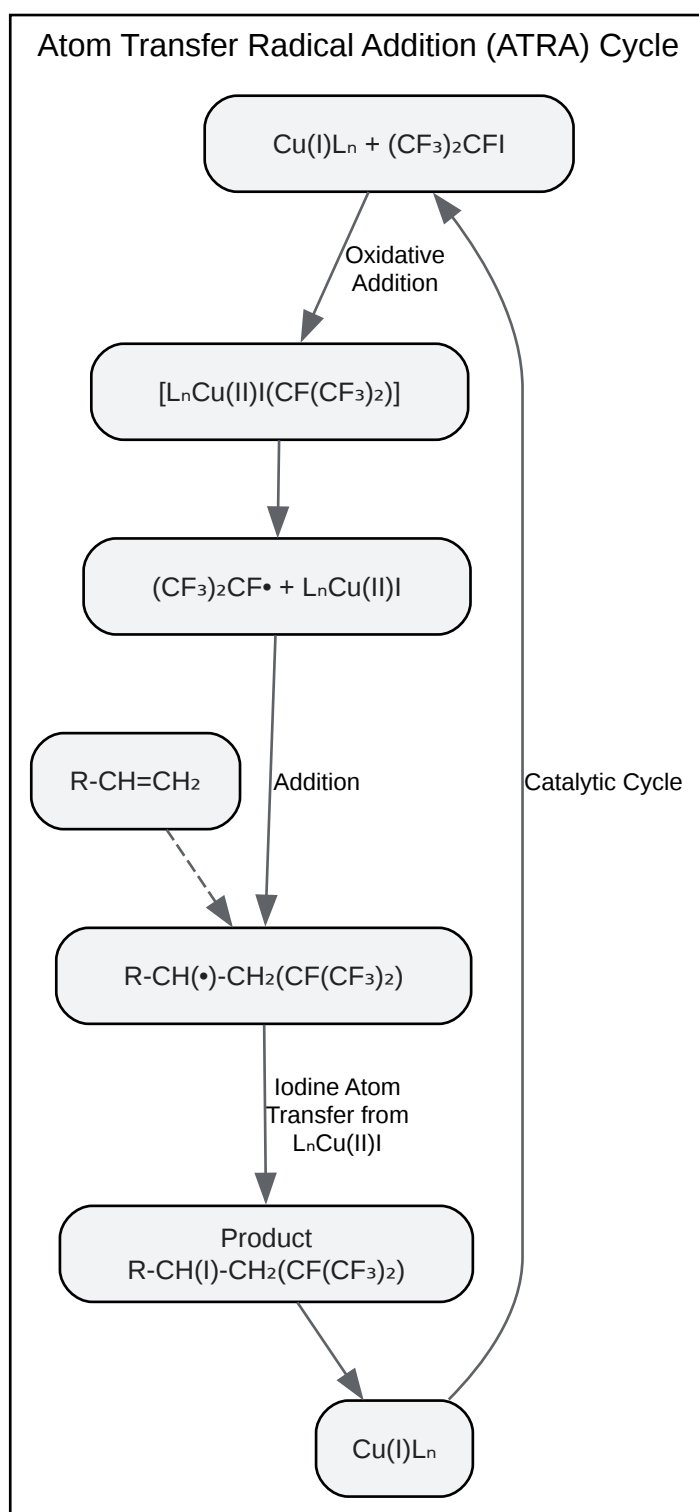 Atom Transfer Radical Addition (ATRA) Cycle
Cu(I)Lₙ + (CF₃)₂CFI
Oxidative
Addition
[LₙCu(II)I(CF(CF₃)₂)]
(CF₃)₂CF• + LₙCu(II)I
R-CH=CH₂
Addition
Catalytic Cycle
R-CH(•)-CH₂(CF(CF₃)₂)
Iodine Atom
Transfer from
LₙCu(II)I
Product
R-CH(I)-CH₂(CF(CF₃)₂)
Cu(I)Lₙ